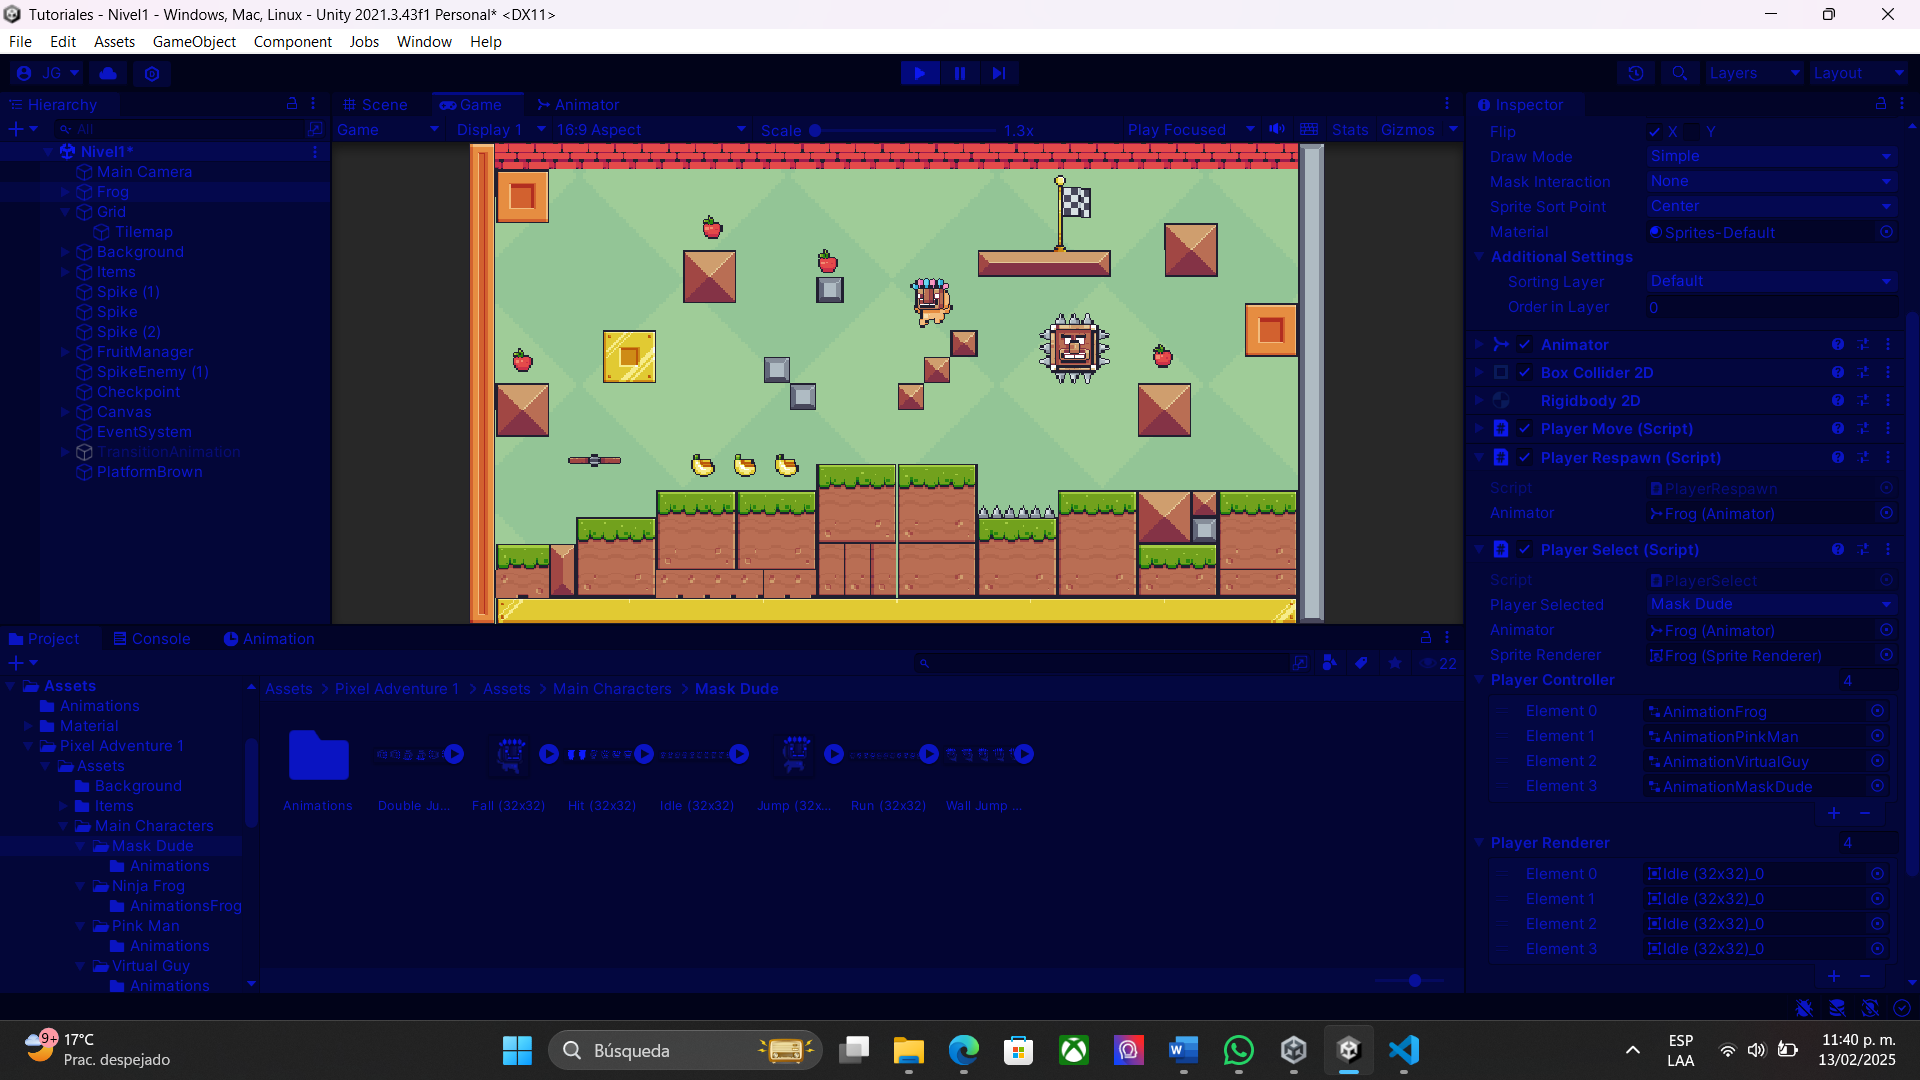 Tutoriales - Nivel1 - Windows, Mac, Linux - Unity 2021.3.43f1 Personal* <DX11>
File Edit Assets GameObject Component Jobs Window Help
JG
Layers Layout
Hierarchy
All
Nivel1*
Main Camera
Frog
Grid
Tilemap
Background
Items
Spike (1)
Spike
Spike (2)
FruitManager
SpikeEnemy (1)
Checkpoint
Canvas
EventSystem
TransitionAnimation
PlatformBrown
Scene Game Animator
Game Display 1 16:9 Aspect Scale 1.3x Play Focused Stats Gizmos
Inspector
Flip X Y
Draw Mode Simple
Mask Interaction None
Sprite Sort Point Center
Material Sprites-Default
Additional Settings
Sorting Layer Default
Order in Layer 0
Animator
Box Collider 2D
Rigidbody 2D
Player Move (Script)
Player Respawn (Script)
Script PlayerRespawn
Animator Frog (Animator)
Player Select (Script)
Script PlayerSelect
Player Selected Mask Dude
Animator Frog (Animator)
Sprite Renderer Frog (Sprite Renderer)
Player Controller 4
Element 0 AnimationFrog
Element 1 AnimationPinkMan
Element 2 AnimationVirtualGuy
Element 3 AnimationMaskDude
Player Renderer 4
Element 0 Idle (32x32)_0
Element 1 Idle (32x32)_0
Element 2 Idle (32x32)_0
Element 3 Idle (32x32)_0
Project Console Animation
22
Assets
Animations
Material
Pixel Adventure 1
Assets
Background
Items
Main Characters
Mask Dude
Animations
Ninja Frog
AnimationsFrog
Pink Man
Animations
Virtual Guy
Animations
Assets > Pixel Adventure 1 > Assets > Main Characters > Mask Dude
Animations Double Ju... Fall (32x32) Hit (32x32) Idle (32x32) Jump (32x... Run (32x32) Wall Jump ...
9+
17°C
Prac. despejado
Búsqueda
ESP
LAA
11:40 p. m.
13/02/2025